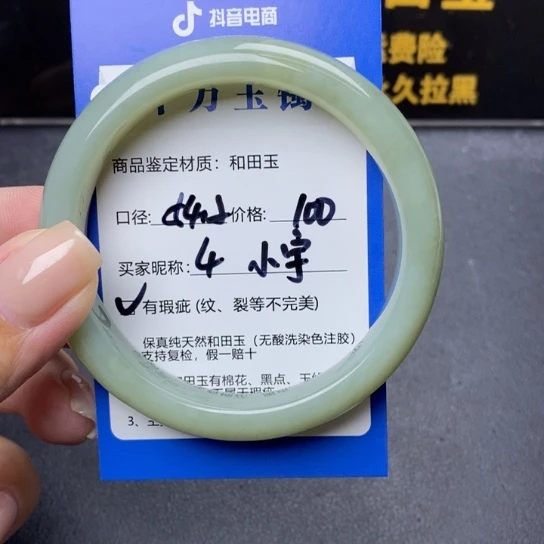 抖音电商
费险
久拉黑
万玉镯
商品鉴定材质：和田玉
口径: 价格: 100
买家昵称: 4 小宇
有瑕疵 (纹、裂等不完美)
保真纯天然和田玉（无酸洗染色注胶）
支持复检，假一赔十
田玉有棉花、黑点、玉
3、